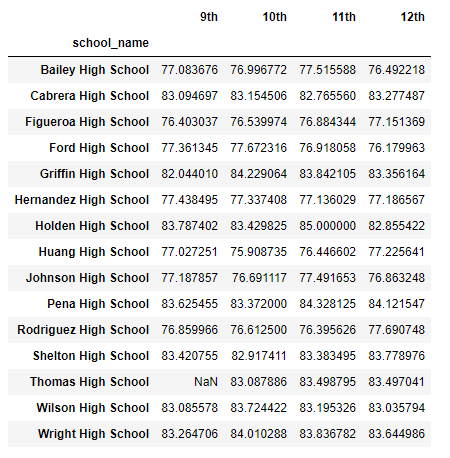 9th 10th 11th 12th
school_name
Bailey High School 77.083676 76.996772 77.515588 76.492218
Cabrera High School 83.094697 83.154506 82.765560 83.277487
Figueroa High School 76.403037 76.539974 76.884344 77.151369
Ford High School 77.361345 77.672316 76.918058 76.179963
Griffin High School 82.044010 84.229064 83.842105 83.356164
Hernandez High School 77.438495 77.337408 77.136029 77.186567
Holden High School 83.787402 83.429825 85.000000 82.855422
Huang High School 77.027251 75.908735 76.446602 77.225641
Johnson High School 77.187857 76.691117 77.491653 76.863248
Pena High School 83.625455 83.372000 84.328125 84.121547
Rodriguez High School 76.859966 76.612500 76.395626 77.690748
Shelton High School 83.420755 82.917411 83.383495 83.778976
Thomas High School NaN 83.087886 83.498795 83.497041
Wilson High School 83.085578 83.724422 83.195326 83.035794
Wright High School 83.264706 84.010288 83.836782 83.644986